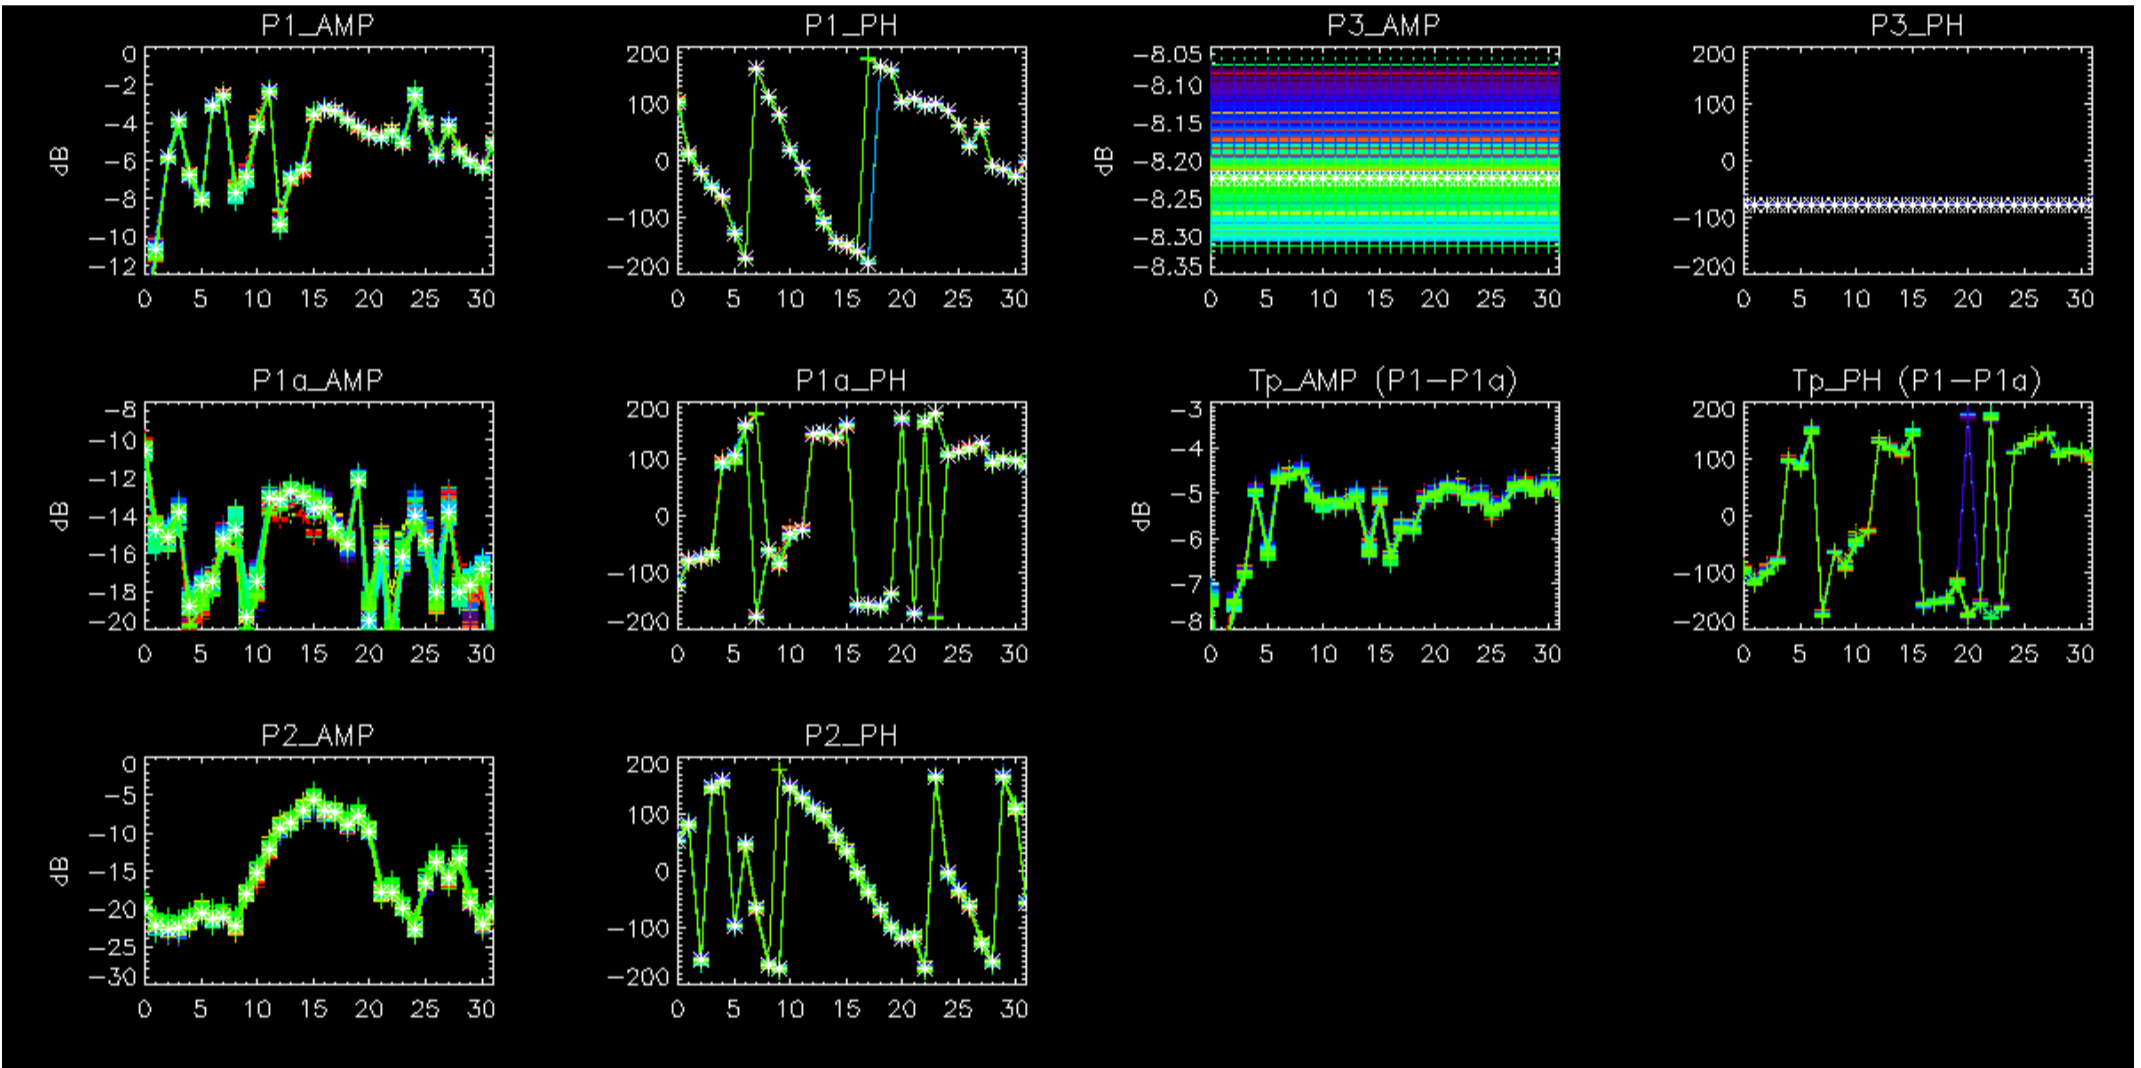 P1_AMP
P1_PH
P3_AMP
P3_PH
0
-2
-4
-6
-8
-10
-12
dB
0 5 10 15 20 25 30
200
100
0
-100
-200
0 5 10 15 20 25 30
-8.05
-8.10
-8.15
-8.20
-8.25
-8.30
-8.35
dB
0 5 10 15 20 25 30
200
100
0
-100
-200
0 5 10 15 20 25 30
P1a_AMP
P1a_PH
Tp_AMP (P1-P1a)
Tp_PH (P1-P1a)
-8
-10
-12
-14
-16
-18
-20
dB
0 5 10 15 20 25 30
200
100
0
-100
-200
0 5 10 15 20 25 30
-3
-4
-5
-6
-7
-8
dB
0 5 10 15 20 25 30
200
100
0
-100
-200
0 5 10 15 20 25 30
P2_AMP
P2_PH
0
-5
-10
-15
-20
-25
-30
dB
0 5 10 15 20 25 30
200
100
0
-100
-200
0 5 10 15 20 25 30